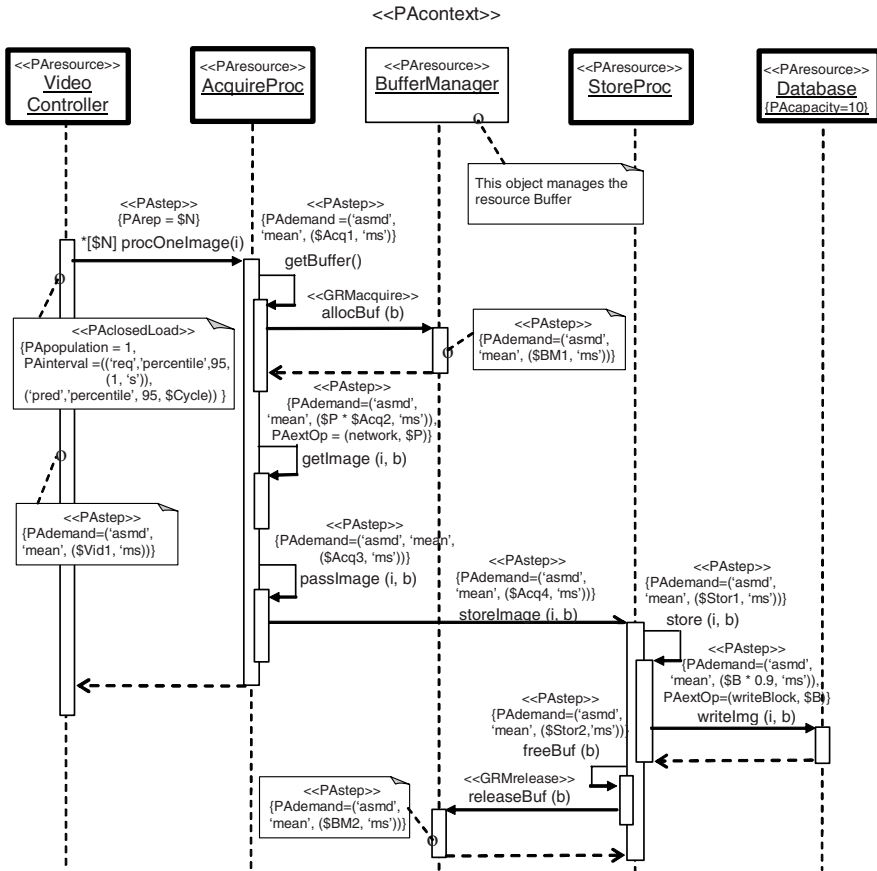 <<PAcontext>>
<<PAresource>>
Video
Controller
<<PAresource>>
AcquireProc
<<PAresource>>
BufferManager
<<PAresource>>
StoreProc
<<PAresource>>
Database
{PAcapacity=10}
This object manages the
resource Buffer
<<PAstep>>
{PArep = $N}
*[$N] procOneImage(i)
<<PAstep>>
{PAdemand =(‘asmd’,
‘mean’, ($Acq1, ‘ms’)}
getBuffer()
<<GRMacquire>>
allocBuf (b)
<<PAstep>>
{PAdemand=(‘asmd’,
‘mean’, ($BM1, ‘ms’))}
<<PAclosedLoad>>
{PApopulation = 1,
PAinterval =((‘req’,’percentile’,95,
(1, ‘s’)),
(‘pred’,’percentile’, 95, $Cycle)) }
<<PAstep>>
{PAdemand=(‘asmd’,
‘mean’, ($P * $Acq2, ‘ms’)),
PAextOp = (network, $P)}
getImage (i, b)
<<PAstep>>
{PAdemand=(‘asmd’,
‘mean’, ($Vid1, ‘ms))}
<<PAstep>>
{PAdemand=(‘asmd’, ‘mean’,
($Acq3, ‘ms’))}
passImage (i, b)
<<PAstep>>
{PAdemand=(‘asmd’,
‘mean’, ($Acq4, ‘ms’))}
storeImage (i, b)
<<PAstep>>
{PAdemand=(‘asmd’,
‘mean’, ($Stor1, ‘ms’))}
store (i, b)
<<PAstep>>
{PAdemand=(‘asmd’,
‘mean’, ($B * 0.9, ‘ms’)),
PAextOp=(writeBlock, $B)}
writeImg (i, b)
<<PAstep>>
{PAdemand=(‘asmd’,
‘mean’, ($Stor2,’ms’))}
freeBuf (b)
<<GRMrelease>>
releaseBuf (b)
<<PAstep>>
{PAdemand=(‘asmd’,
‘mean’, ($BM2, ‘ms’))}